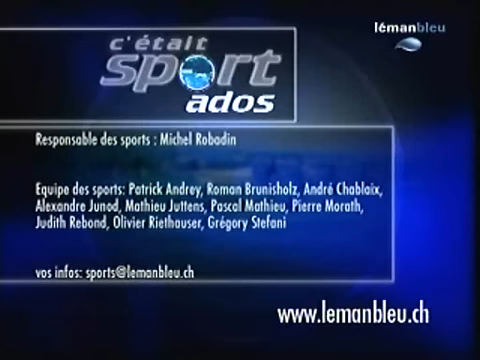 lémanbleu
c'était
sport
ados
Responsable des sports : Michel Robadin
Equipe des sports: Patrick Andrey, Roman Brunisholz, André Chablaix,
Alexandre Junod, Mathieu Juttens, Pascal Mathieu, Pierre Morath,
Judith Rebond, Olivier Riethauser, Grégory Stefani
vos infos: sports@lemanbleu.ch
www.lemanbleu.ch